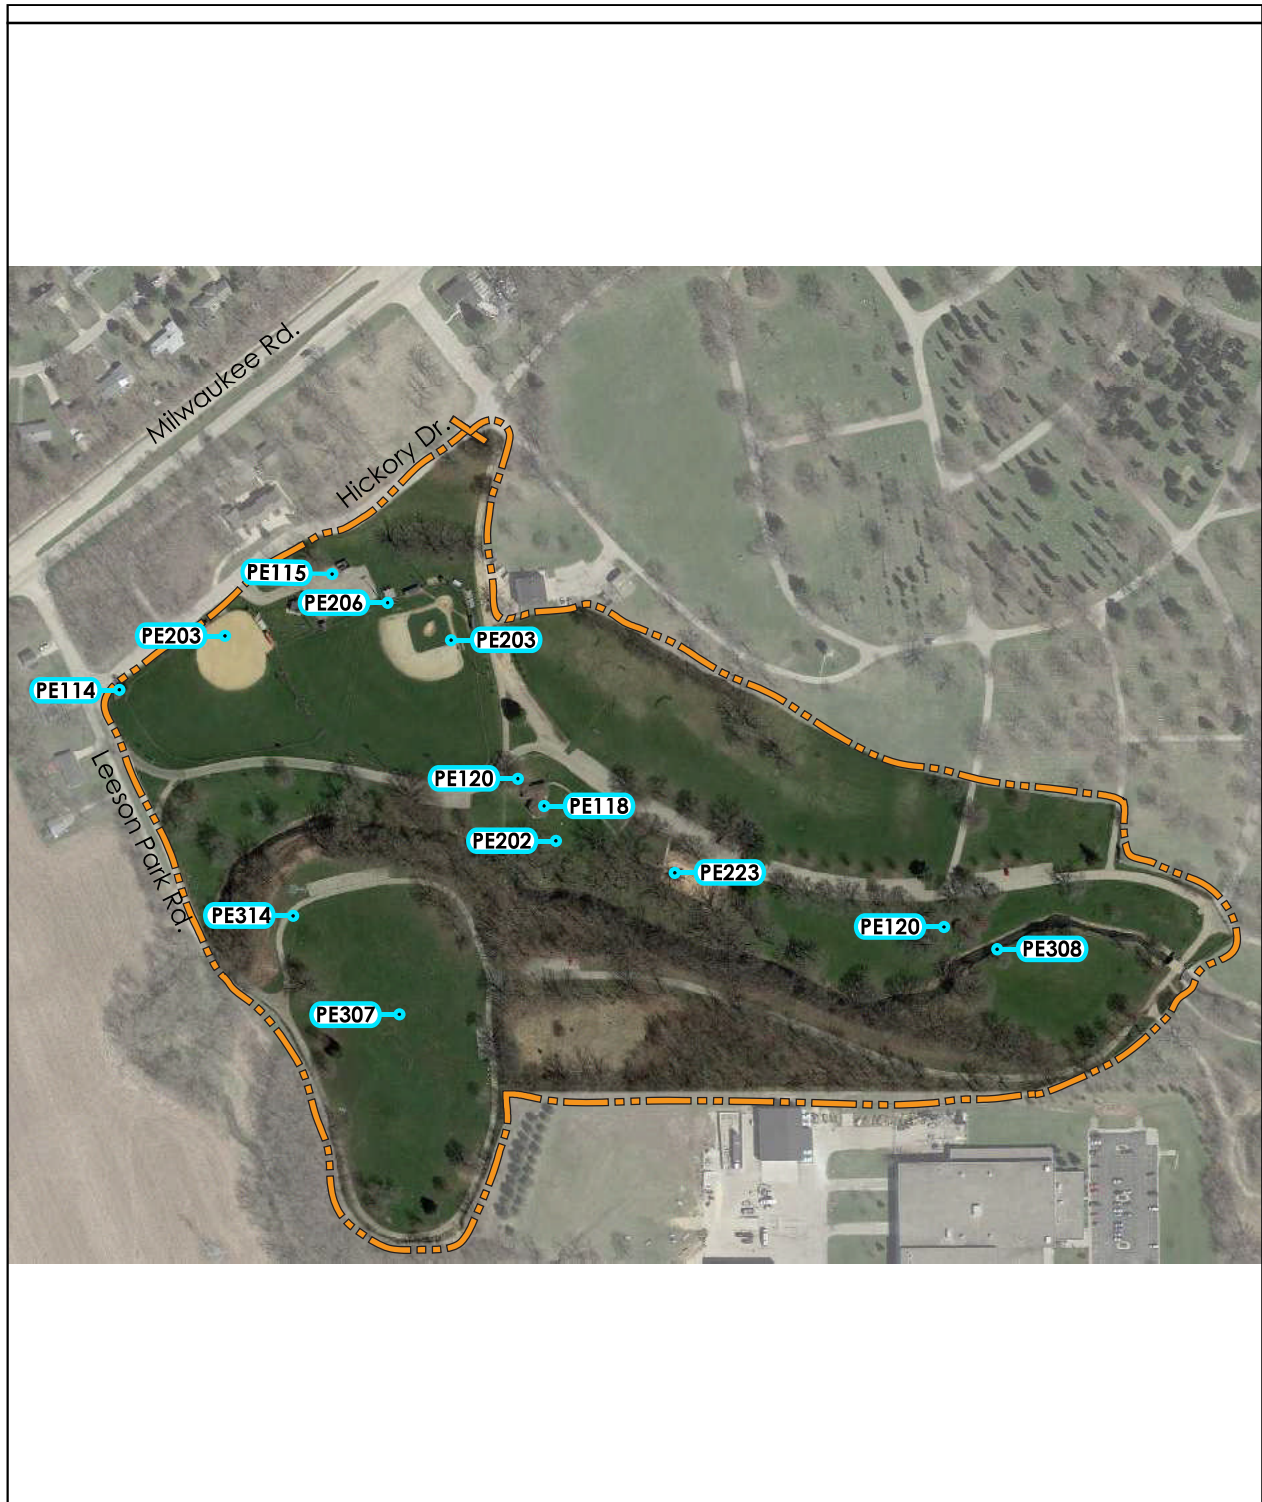 Milwaukee Rd.
Hickory Dr.
PE115
PE206
PE203
PE203
PE114
Leeson Park Rd.
PE120
PE118
PE202
PE223
PE314
PE120
PE308
PE307